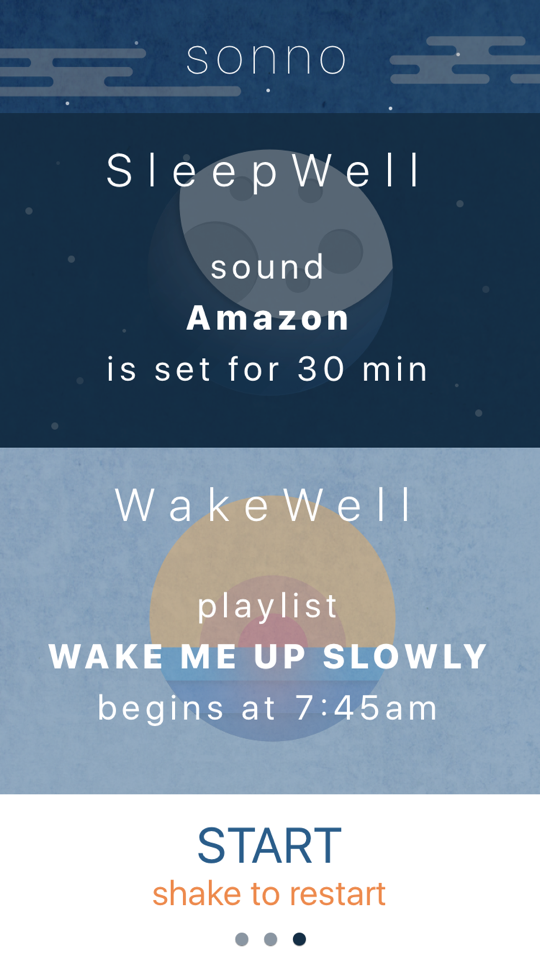 sonno
SleepWell
sound
Amazon
is set for 30 min
WakeWell
playlist
WAKE ME UP SLOWLY
begins at 7:45am
START
shake to restart